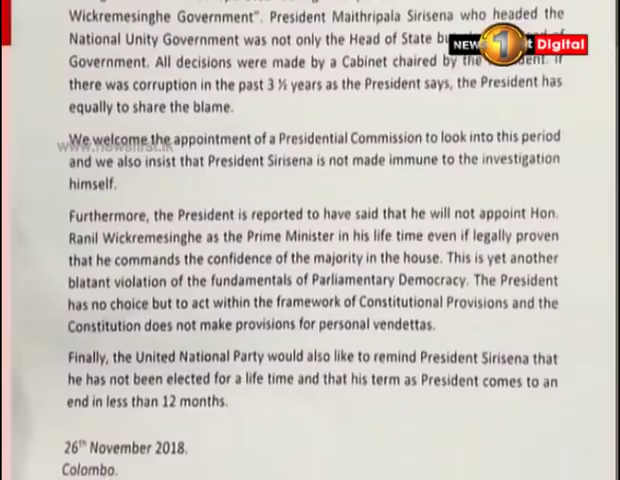 Wickremesinghe Government". President Maithripala Sirisena who headed the
National Unity Government was not only the Head of State
Government. All decisions were made by a Cabinet chaired by the If
there was corruption in the past 3 ½ years as the President says, the President has
equally to share the blame.
We welcome the appointment of a Presidential Commission to look into this period
and we also insist that President Sirisena is not made immune to the investigation
himself.
Furthermore, the President is reported to have said that he will not appoint Hon.
Ranil Wickremesinghe as the Prime Minister in his life time even if legally proven
that he commands the confidence of the majority in the house. This is yet another
blatant violation of the fundamentals of Parliamentary Democracy. The President
has no choice but to act within the framework of Constitutional Provisions and the
Constitution does not make provisions for personal vendettas.
Finally, the United National Party would also like to remind President Sirisena that
he has not been elected for a life time and that his term as President comes to an
end in less than 12 months.
26th November 2018.
Colombo.
NEWS 1st Digital
www.newsfirst.lk